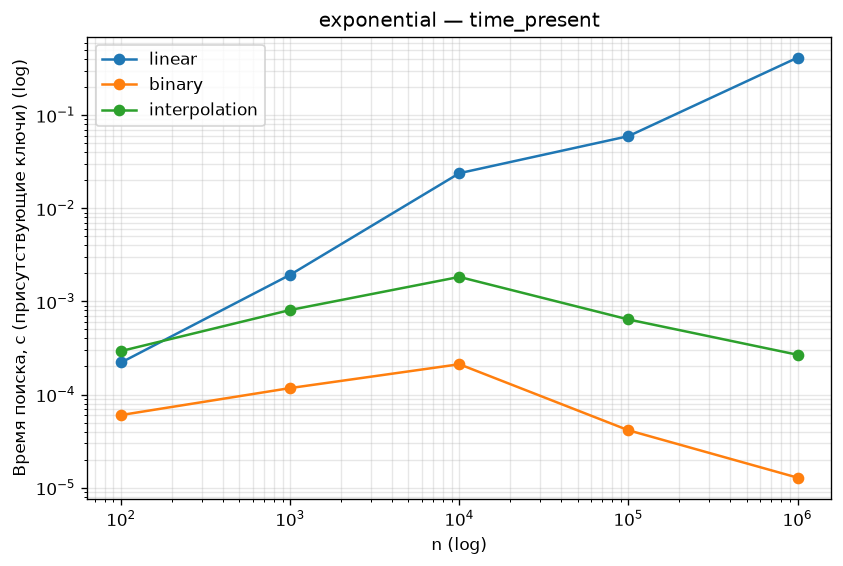 exponential — time_present
linear
binary
interpolation
Время поиска, с (присутствующие ключи) (log)
10⁻¹
10⁻²
10⁻³
10⁻⁴
10⁻⁵
10²
10³
10⁴
10⁵
10⁶
n (log)